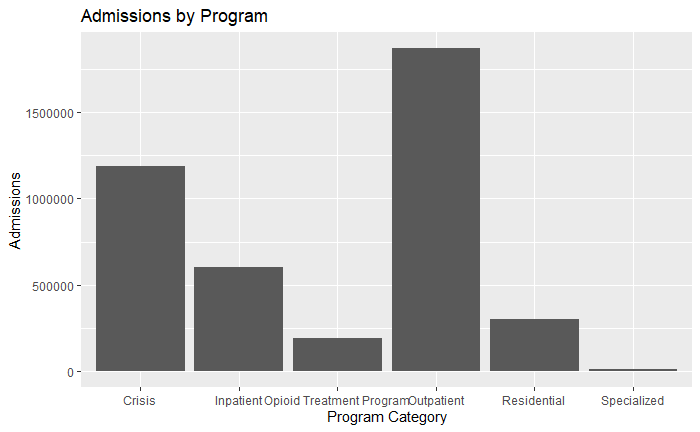 Admissions by Program
Admissions
1500000
1000000
500000
0
Crisis
Inpatient
Opioid Treatment Program
Outpatient
Residential
Specialized
Program Category